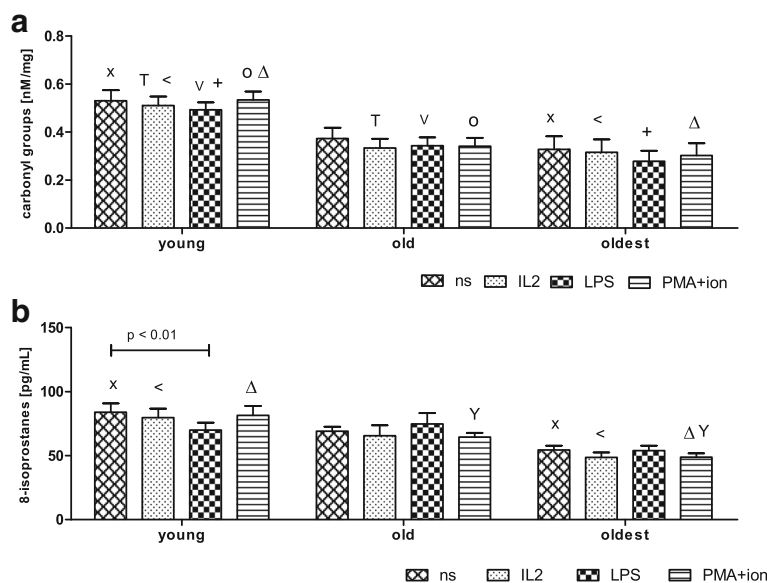 a
carbonyl groups [nM/mg]
0.8
0.6
0.4
0.2
0.0
x T < V + o Δ
T V o
x < + Δ
young old oldest
ns IL2 LPS PMA+ion
b
8-isoprostanes [pg/mL]
150
100
50
0
p < 0.01
x < Δ
Y
x < Δ Y
young old oldest
ns IL2 LPS PMA+ion